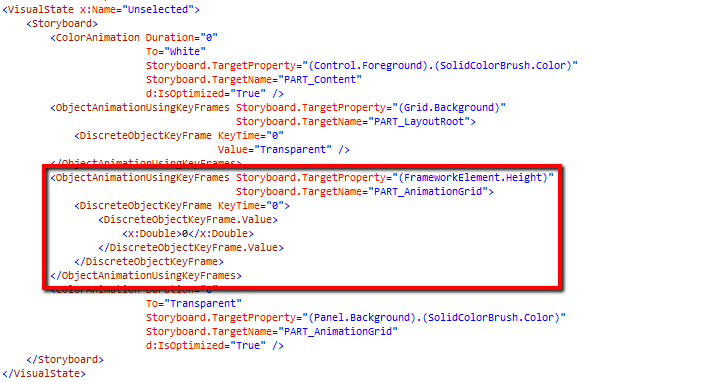 <VisualState x:Name="Unselected">
<Storyboard>
<ColorAnimation Duration="0"
To="White"
Storyboard.TargetProperty="(Control.Foreground).(SolidColorBrush.Color)"
Storyboard.TargetName="PART_Content"
d:IsOptimized="True" />
<ObjectAnimationUsingKeyFrames Storyboard.TargetProperty="(Grid.Background)"
Storyboard.TargetName="PART_LayoutRoot">
<DiscreteObjectKeyFrame KeyTime="0"
Value="Transparent" />
</ObjectAnimationUsingKeyFrames>
<ObjectAnimationUsingKeyFrames Storyboard.TargetProperty="(FrameworkElement.Height)"
Storyboard.TargetName="PART_AnimationGrid">
<DiscreteObjectKeyFrame KeyTime="0">
<DiscreteObjectKeyFrame.Value>
<x:Double>0</x:Double>
</DiscreteObjectKeyFrame.Value>
</DiscreteObjectKeyFrame>
</ObjectAnimationUsingKeyFrames>
<ColorAnimation Duration="0"
To="Transparent"
Storyboard.TargetProperty="(Panel.Background).(SolidColorBrush.Color)"
Storyboard.TargetName="PART_AnimationGrid"
d:IsOptimized="True" />
</Storyboard>
</VisualState>